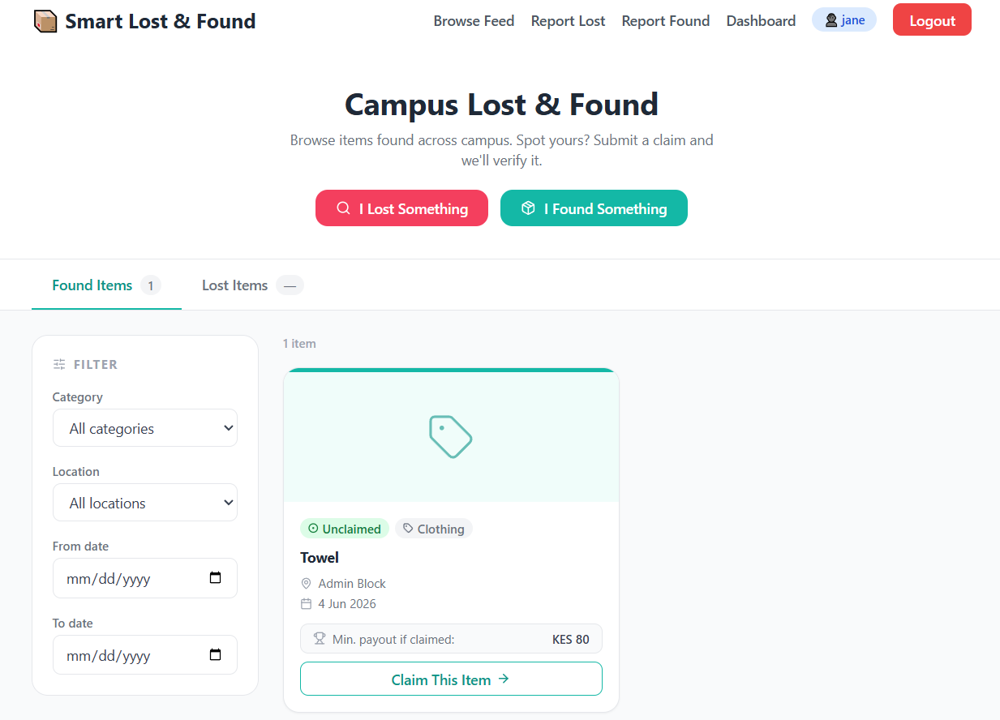 Smart Lost & Found
Browse Feed
Report Lost
Report Found
Dashboard
jane
Logout
Campus Lost & Found
Browse items found across campus. Spot yours? Submit a claim and
we'll verify it.
I Lost Something
I Found Something
Found Items 1
Lost Items —
FILTER
Category
All categories
Location
All locations
From date
mm/dd/yyyy
To date
mm/dd/yyyy
1 item
Unclaimed
Clothing
Towel
Admin Block
4 Jun 2026
Min. payout if claimed: KES 80
Claim This Item →